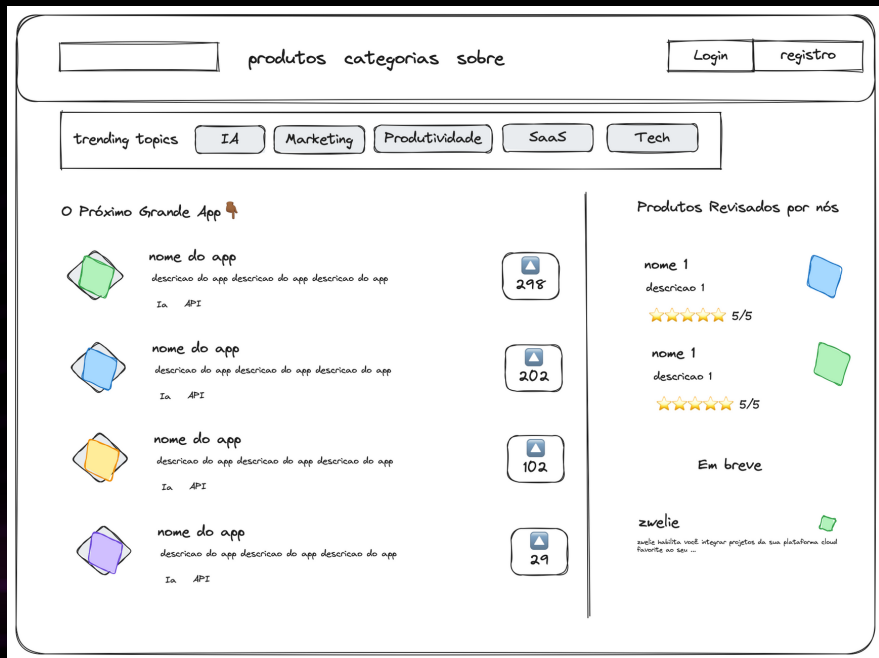 produtos categorias sobre
Login registro
trending topics IA Marketing Produtividade SaaS Tech
O Próximo Grande App👇🏾
nome do app
descricao do app descricao do app descricao do app
Ia API
298
nome do app
descricao do app descricao do app descricao do app
Ia API
202
nome do app
descricao do app descricao do app descricao do app
Ia API
102
nome do app
descricao do app descricao do app descricao do app
Ia API
29
Produtos Revisados por nós
nome 1
descricao 1
⭐⭐⭐⭐⭐ 5/5
nome 1
descricao 1
⭐⭐⭐⭐⭐ 5/5
Em breve
zwelie
zwelie habilita você integrar projetos da sua plataforma cloud
favorite ao seu ...